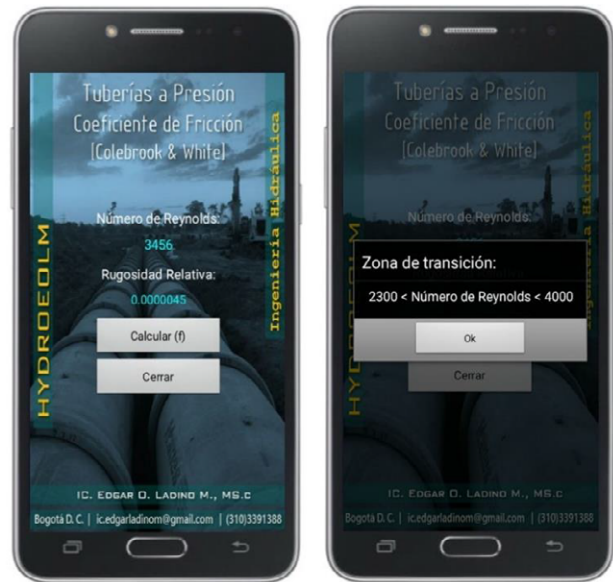 Tuberías a Presión
Coeficiente de Fricción
[Colebrook & White]
Número de Reynolds:
3456
Rugosidad Relativa:
0.0000045
Calcular (f)
Cerrar
HYDROEOLM
Ingeniería Hidráulica
IC. EDGAR O. LADINO M., MS.C
Bogotá D. C. | ic.edgarladinom@gmail.com | (310)3391388
Tuberías a Presión
Coeficiente de Fricción
[Colebrook & White]
Número de Reynolds:
Zona de transición:
2300 < Número de Reynolds < 4000
Ok
Cerrar
HYDROEOLM
Ingeniería Hidráulica
IC. EDGAR O. LADINO M., MS.C
Bogotá D. C. | ic.edgarladinom@gmail.com | (310)3391388